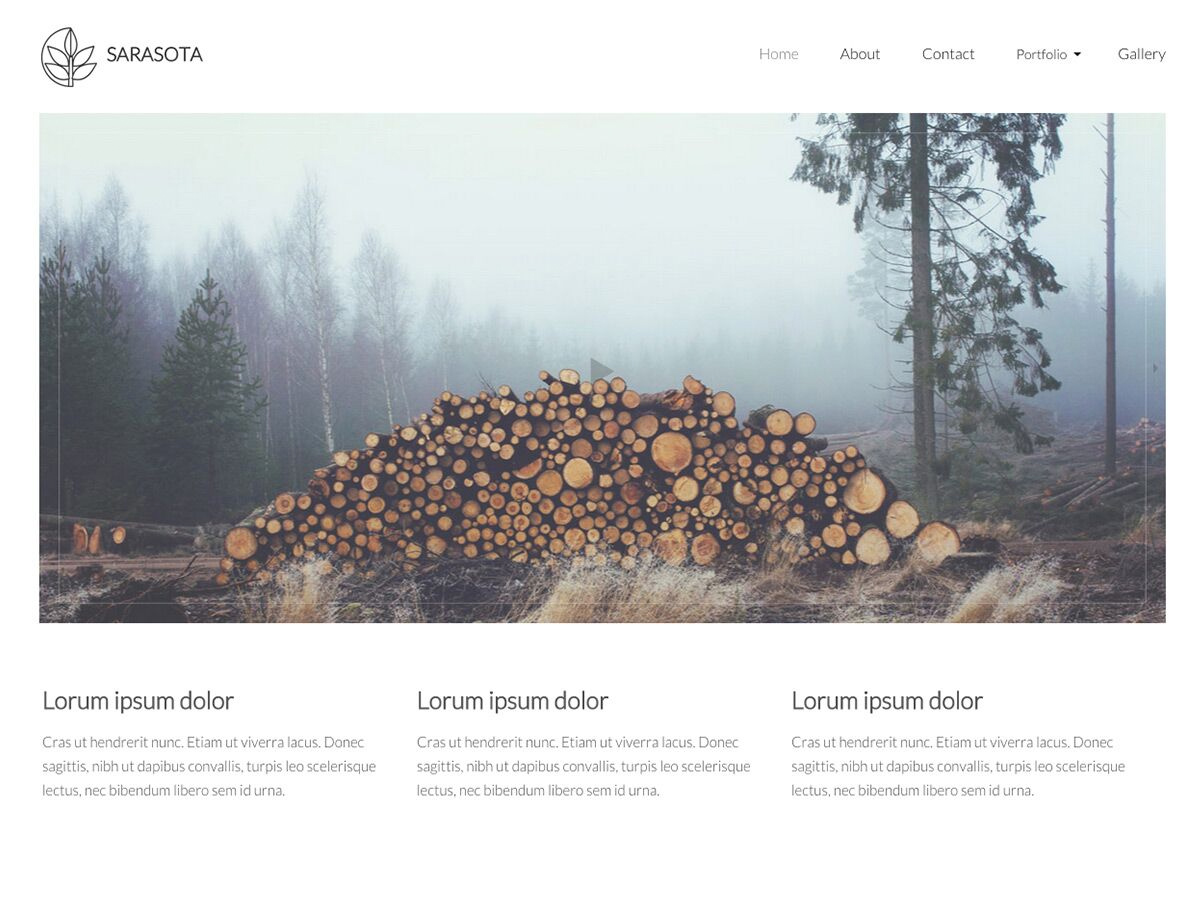 SARASOTA
Home About Contact Portfolio Gallery
Lorum ipsum dolor
Cras ut hendrerit nunc. Etiam ut viverra lacus. Donec
sagittis, nibh ut dapibus convallis, turpis leo scelerisque
lectus, nec bibendum libero sem id urna.
Lorum ipsum dolor
Cras ut hendrerit nunc. Etiam ut viverra lacus. Donec
sagittis, nibh ut dapibus convallis, turpis leo scelerisque
lectus, nec bibendum libero sem id urna.
Lorum ipsum dolor
Cras ut hendrerit nunc. Etiam ut viverra lacus. Donec
sagittis, nibh ut dapibus convallis, turpis leo scelerisque
lectus, nec bibendum libero sem id urna.